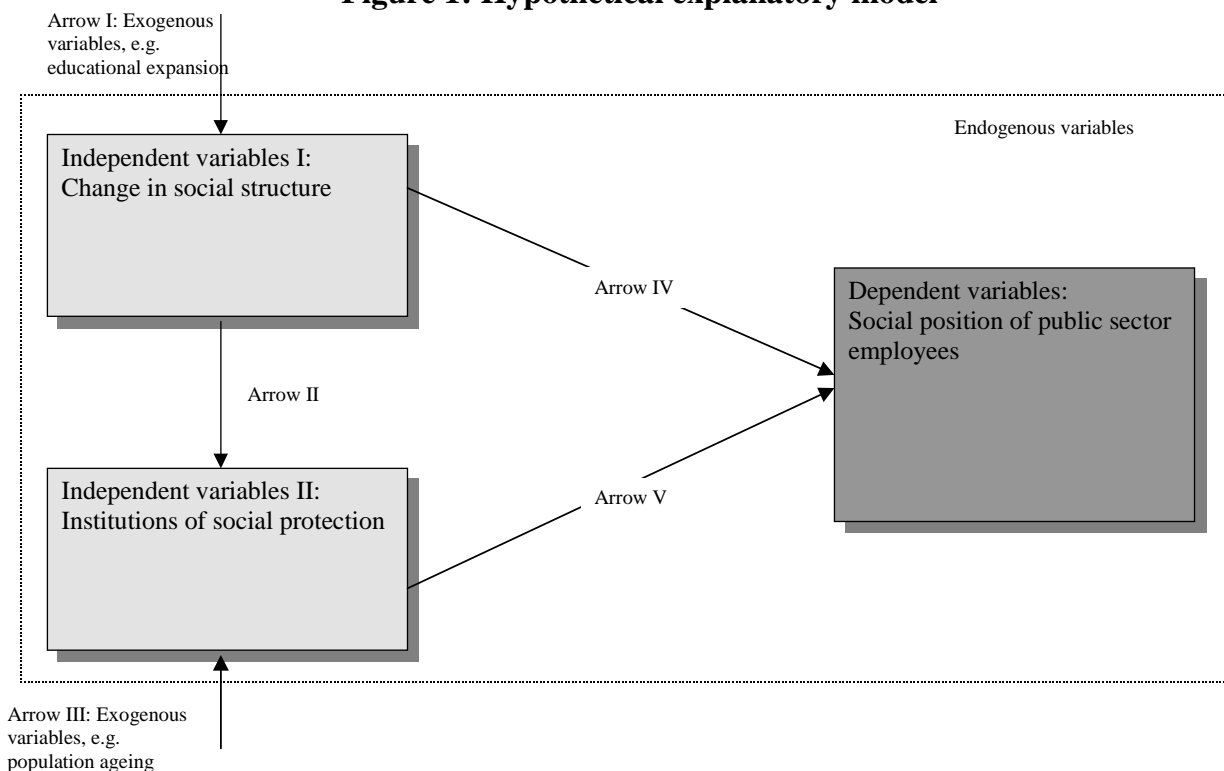 Figure 1: Hypothetical explanatory model
Arrow I: Exogenous
variables, e.g.
educational expansion
Endogenous variables
Independent variables I:
Change in social structure
Arrow IV
Dependent variables:
Social position of public sector
employees
Arrow II
Independent variables II:
Institutions of social protection
Arrow V
Arrow III: Exogenous
variables, e.g.
population ageing